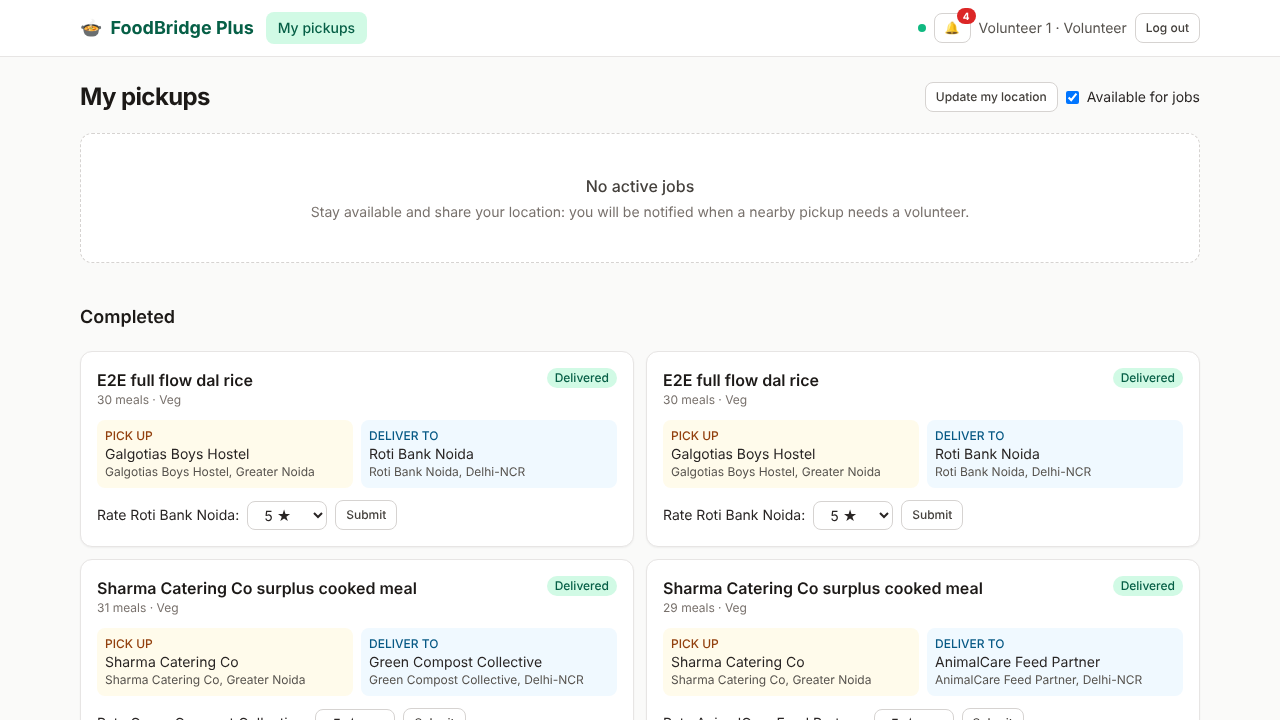 FoodBridge Plus
My pickups
4
Volunteer 1 · Volunteer
Log out
My pickups
Update my location
Available for jobs
No active jobs
Stay available and share your location: you will be notified when a nearby pickup needs a volunteer.
Completed
E2E full flow dal rice
Delivered
30 meals · Veg
PICK UP
Galgotias Boys Hostel
Galgotias Boys Hostel, Greater Noida
DELIVER TO
Roti Bank Noida
Roti Bank Noida, Delhi-NCR
Rate Roti Bank Noida:
5 ★
Submit
E2E full flow dal rice
Delivered
30 meals · Veg
PICK UP
Galgotias Boys Hostel
Galgotias Boys Hostel, Greater Noida
DELIVER TO
Roti Bank Noida
Roti Bank Noida, Delhi-NCR
Rate Roti Bank Noida:
5 ★
Submit
Sharma Catering Co surplus cooked meal
Delivered
31 meals · Veg
PICK UP
Sharma Catering Co
Sharma Catering Co, Greater Noida
DELIVER TO
Green Compost Collective
Green Compost Collective, Delhi-NCR
Sharma Catering Co surplus cooked meal
Delivered
29 meals · Veg
PICK UP
Sharma Catering Co
Sharma Catering Co, Greater Noida
DELIVER TO
AnimalCare Feed Partner
AnimalCare Feed Partner, Delhi-NCR